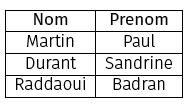 Nom Prenom
Martin Paul
Durant Sandrine
Raddaoui Badran